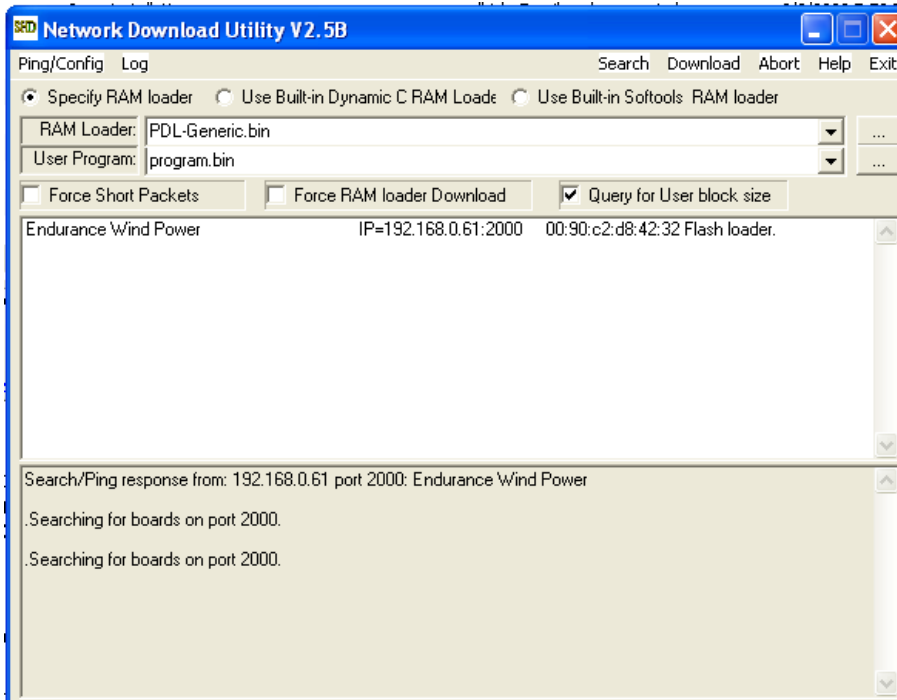 SHD Network Download Utility V2.5B
Ping/Config Log Search Download Abort Help Exit
Specify RAM loader Use Built-in Dynamic C RAM Loade Use Built-in Softools RAM loader
RAM Loader: PDL-Generic.bin ...
User Program: program.bin ...
Force Short Packets Force RAM loader Download Query for User block size
Endurance Wind Power IP=192.168.0.61:2000 00:90:c2:d8:42:32 Flash loader.
Search/Ping response from: 192.168.0.61 port 2000: Endurance Wind Power
.Searching for boards on port 2000.
.Searching for boards on port 2000.